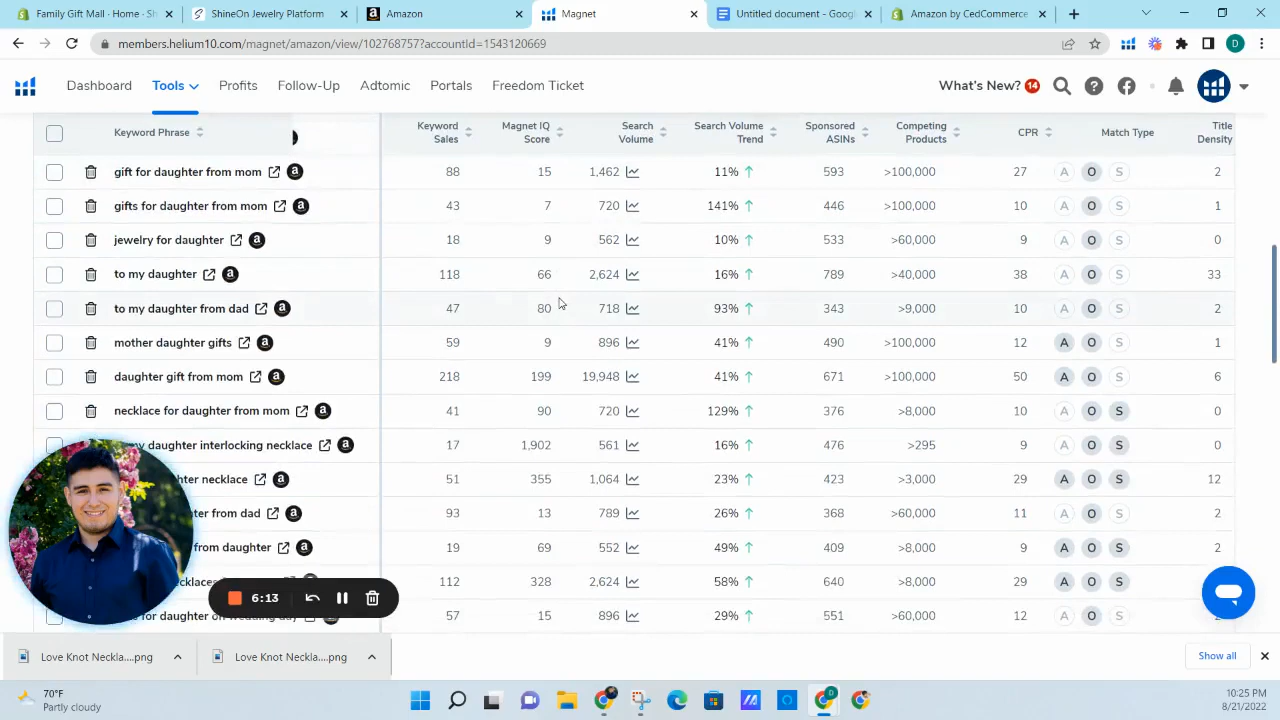 Family Gift Mall · Home · Sh
ShineOn Jewelry Platform
Amazon
Magnet
Untitled document - Google
Amazon by CedCommerce
members.helium10.com/magnet/amazon/view/102768757?accountId=1543120669
Dashboard Tools Profits Follow-Up Adtomic Portals Freedom Ticket What's New? 14
Keyword Phrase Keyword Sales Magnet IQ Score Search Volume Search Volume Trend Sponsored ASINs Competing Products CPR Match Type Title Density
gift for daughter from mom 88 15 1,462 11% 593 >100,000 27 A O S 2
gifts for daughter from mom 43 7 720 141% 446 >100,000 10 A O S 1
jewelry for daughter 18 9 562 10% 533 >60,000 9 A O S 0
to my daughter 118 66 2,624 16% 789 >40,000 38 A O S 33
to my daughter from dad 47 80 718 93% 343 >9,000 10 A O S 2
mother daughter gifts 59 9 896 41% 490 >100,000 12 A O S 1
daughter gift from mom 218 199 19,948 41% 671 >100,000 50 A O S 6
necklace for daughter from mom 41 90 720 129% 376 >8,000 10 A O S 0
my daughter interlocking necklace 17 1,902 561 16% 476 >295 9 A O S 0
necklace 51 355 1,064 23% 423 >3,000 29 A O S 12
from dad 93 13 789 26% 368 >60,000 11 A O S 2
from daughter 19 69 552 49% 409 >8,000 9 A O S 2
112 328 2,624 58% 640 >8,000 29 A O S
for daughter on wedding day 57 15 896 29% 551 >60,000 12 A O S
6:13
Love Knot Neckla....png
Love Knot Neckla....png
Show all
70°F
Partly cloudy
10:25 PM
8/21/2022